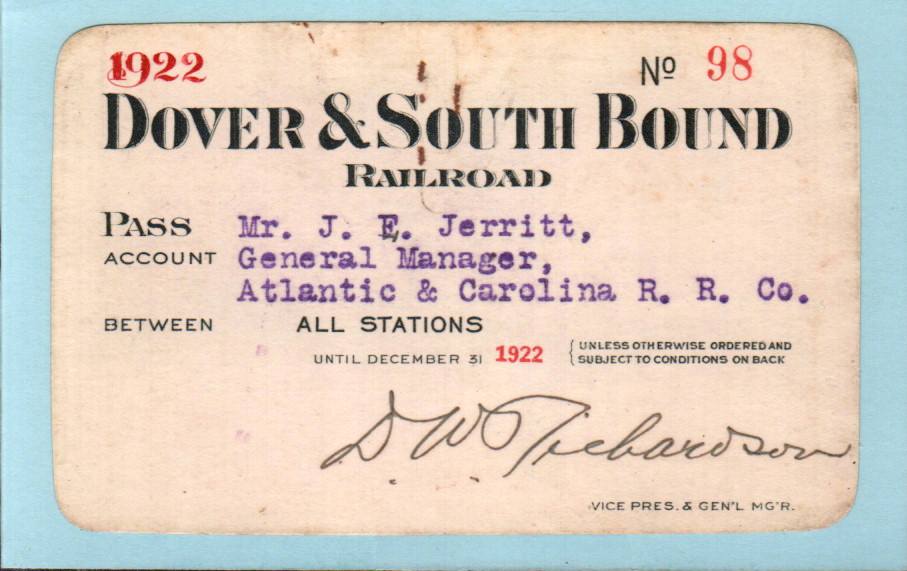 1922 Nº 98
DOVER & SOUTH BOUND
RAILROAD
PASS Mr. J. E. Jerritt,
ACCOUNT General Manager,
Atlantic & Carolina R. R. Co.
BETWEEN ALL STATIONS
UNTIL DECEMBER 31 1922 { UNLESS OTHERWISE ORDERED AND
SUBJECT TO CONDITIONS ON BACK
D W Richardson
VICE PRES. & GEN'L MG'R.